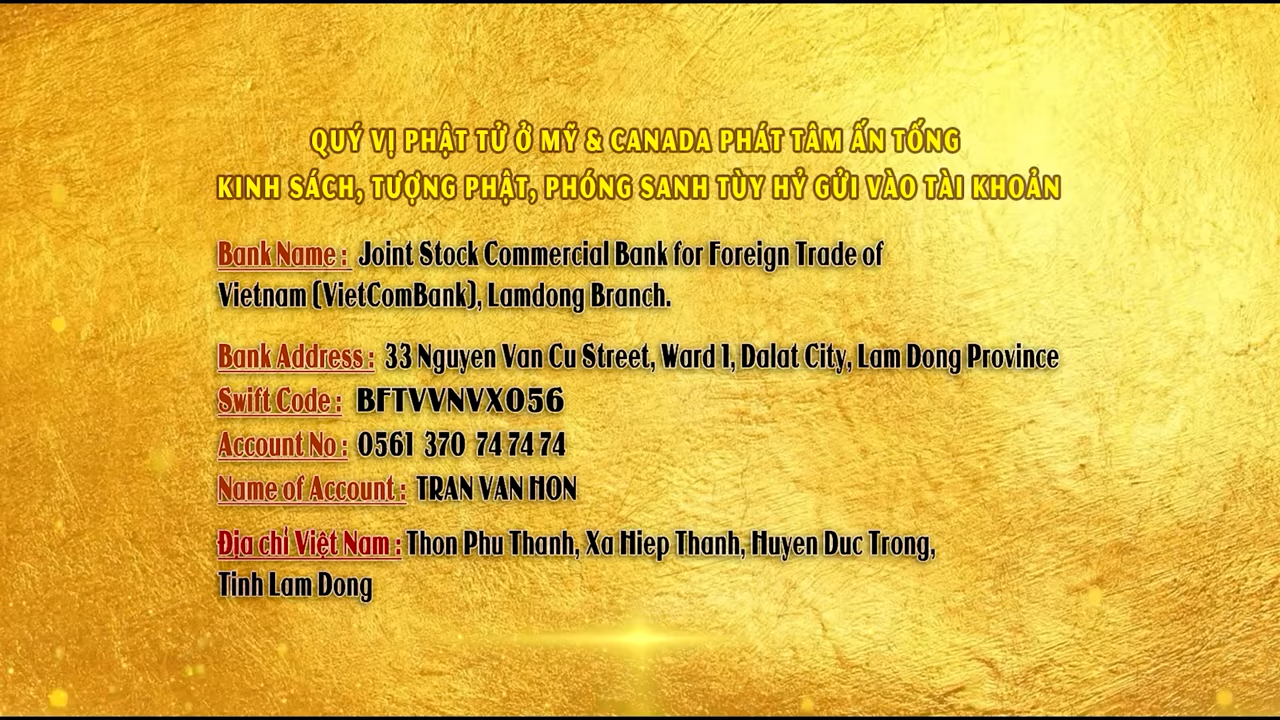 QUÝ VỊ PHẬT TỬ Ở MỸ & CANADA PHÁT TÂM ẤN TỐNG
KINH SÁCH, TƯỢNG PHẬT, PHÓNG SANH TÙY HỶ GỬI VÀO TÀI KHOẢN
Bank Name : Joint Stock Commercial Bank for Foreign Trade of
Vietnam (VietComBank), Lamdong Branch.
Bank Address : 33 Nguyen Van Cu Street, Ward 1, Dalat City, Lam Dong Province
Swift Code : BFTVVNVX056
Account No : 0561 370 74 74 74
Name of Account : TRAN VAN HON
Địa chỉ Việt Nam : Thon Phu Thanh, Xa Hiep Thanh, Huyen Duc Trong,
Tinh Lam Dong